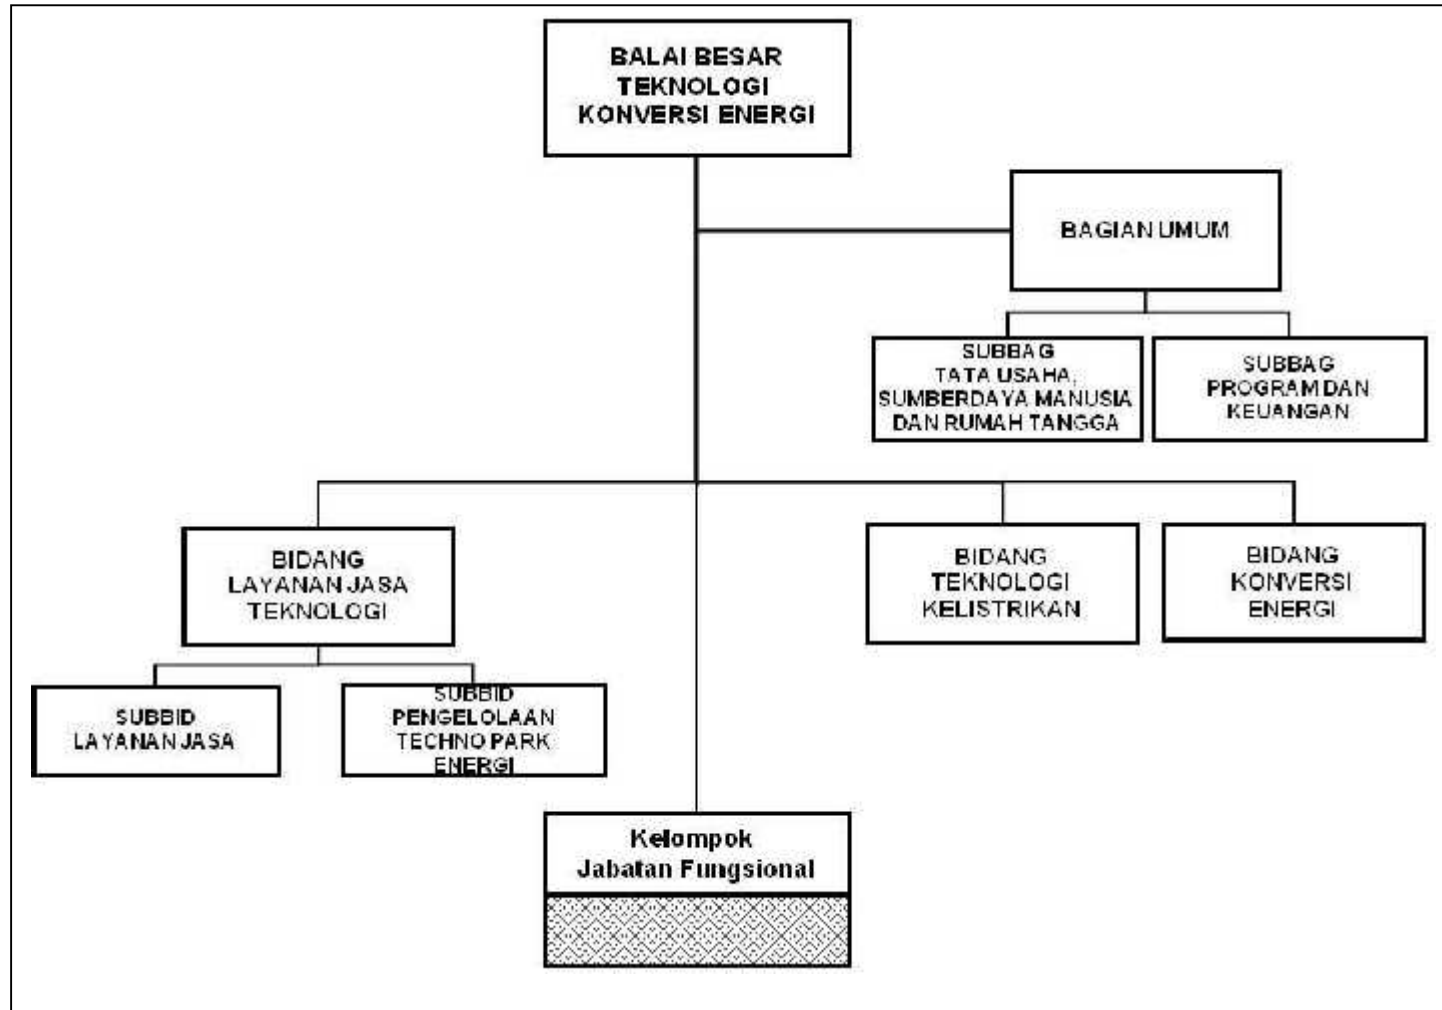 BALAI BESAR
TEKNOLOGI
KONVERSI ENERGI
BAGIAN UMUM
SUBBAG
TATA USAHA,
SUMBERDAYA MANUSIA
DAN RUMAH TANGGA
SUBBAG
PROGRAM DAN
KEUANGAN
BIDANG
LAYANAN JASA
TEKNOLOGI
BIDANG
TEKNOLOGI
KELISTRIKAN
BIDANG
KONVERSI
ENERGI
SUBBID
LAYANAN JASA
SUBBID
PENGELOLAAN
TECHNO PARK
ENERGI
Kelompok
Jabatan Fungsional